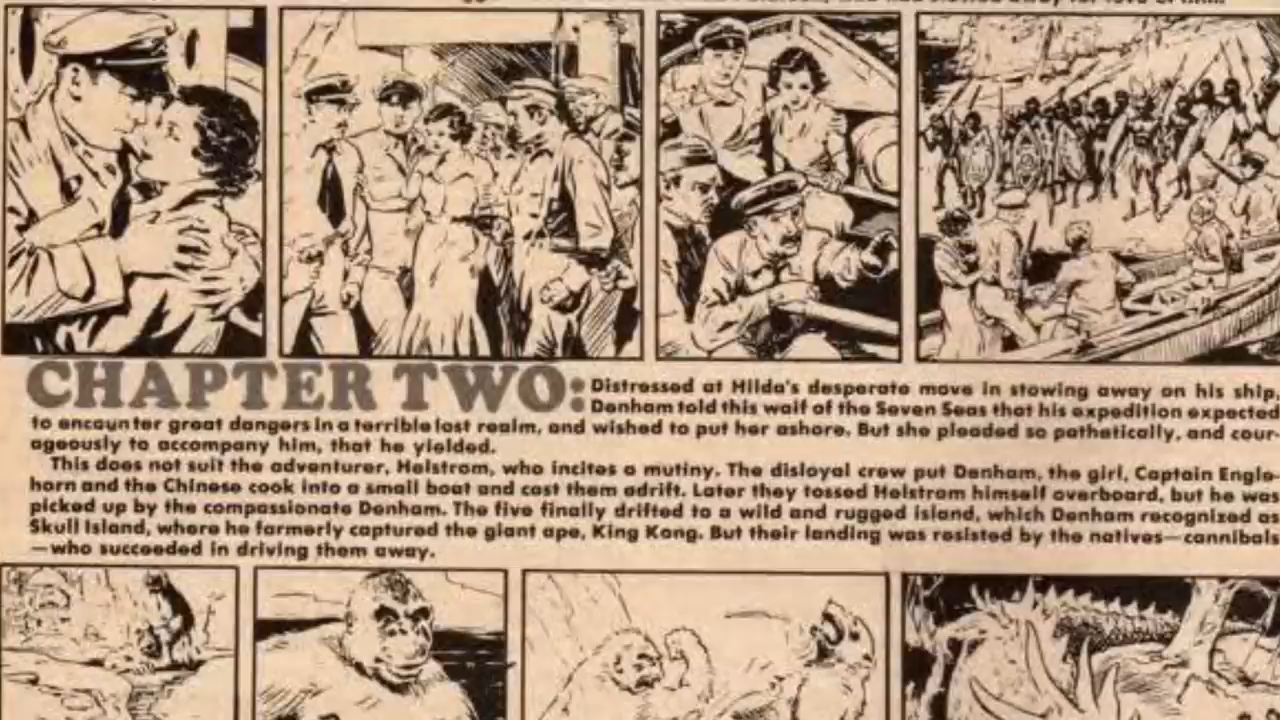 stowed away for love of him.
CHAPTER TWO: Distressed at Hilda's desperate move in stowing away on his ship,
Denham told this waif of the Seven Seas that his expedition expected
to encounter great dangers in a terrible lost realm, and wished to put her ashore. But she pleaded so pathetically, and cour-
ageously to accompany him, that he yielded.
This does not suit the adventurer, Helstrom, who incites a mutiny. The disloyal crew put Denham, the girl, Captain Engle-
horn and the Chinese cook into a small boat and cast them adrift. Later they tossed Helstrom himself overboard, but he was
picked up by the compassionate Denham. The five finally drifted to a wild and rugged island, which Denham recognized as
Skull Island, where he formerly captured the giant ape, King Kong. But their landing was resisted by the natives—cannibals
—who succeeded in driving them away.